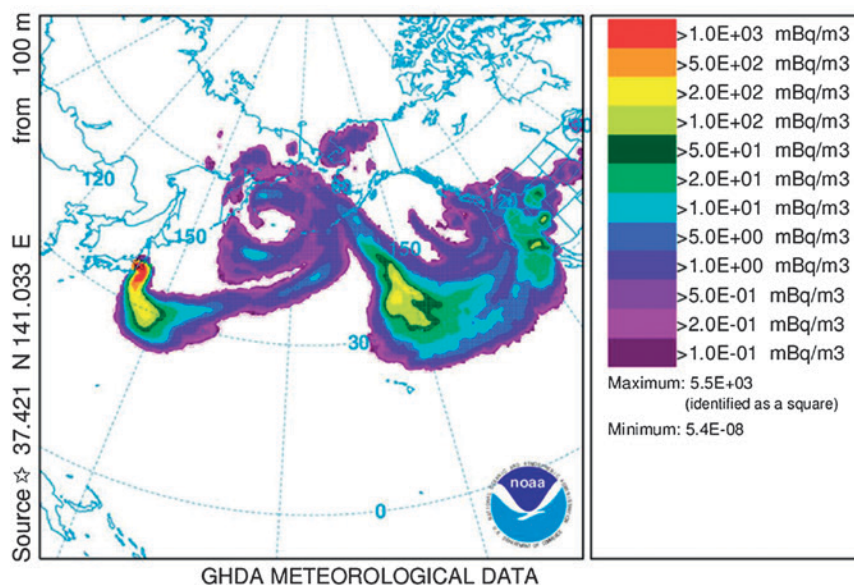 Source ☆ 37.421 N 141.033 E from 100 m
120
150
150
120
30
0
noaa
>1.0E+03 mBq/m3
>5.0E+02 mBq/m3
>2.0E+02 mBq/m3
>1.0E+02 mBq/m3
>5.0E+01 mBq/m3
>2.0E+01 mBq/m3
>1.0E+01 mBq/m3
>5.0E+00 mBq/m3
>1.0E+00 mBq/m3
>5.0E-01 mBq/m3
>2.0E-01 mBq/m3
>1.0E-01 mBq/m3
Maximum: 5.5E+03
(identified as a square)
Minimum: 5.4E-08
GHDA METEOROLOGICAL DATA